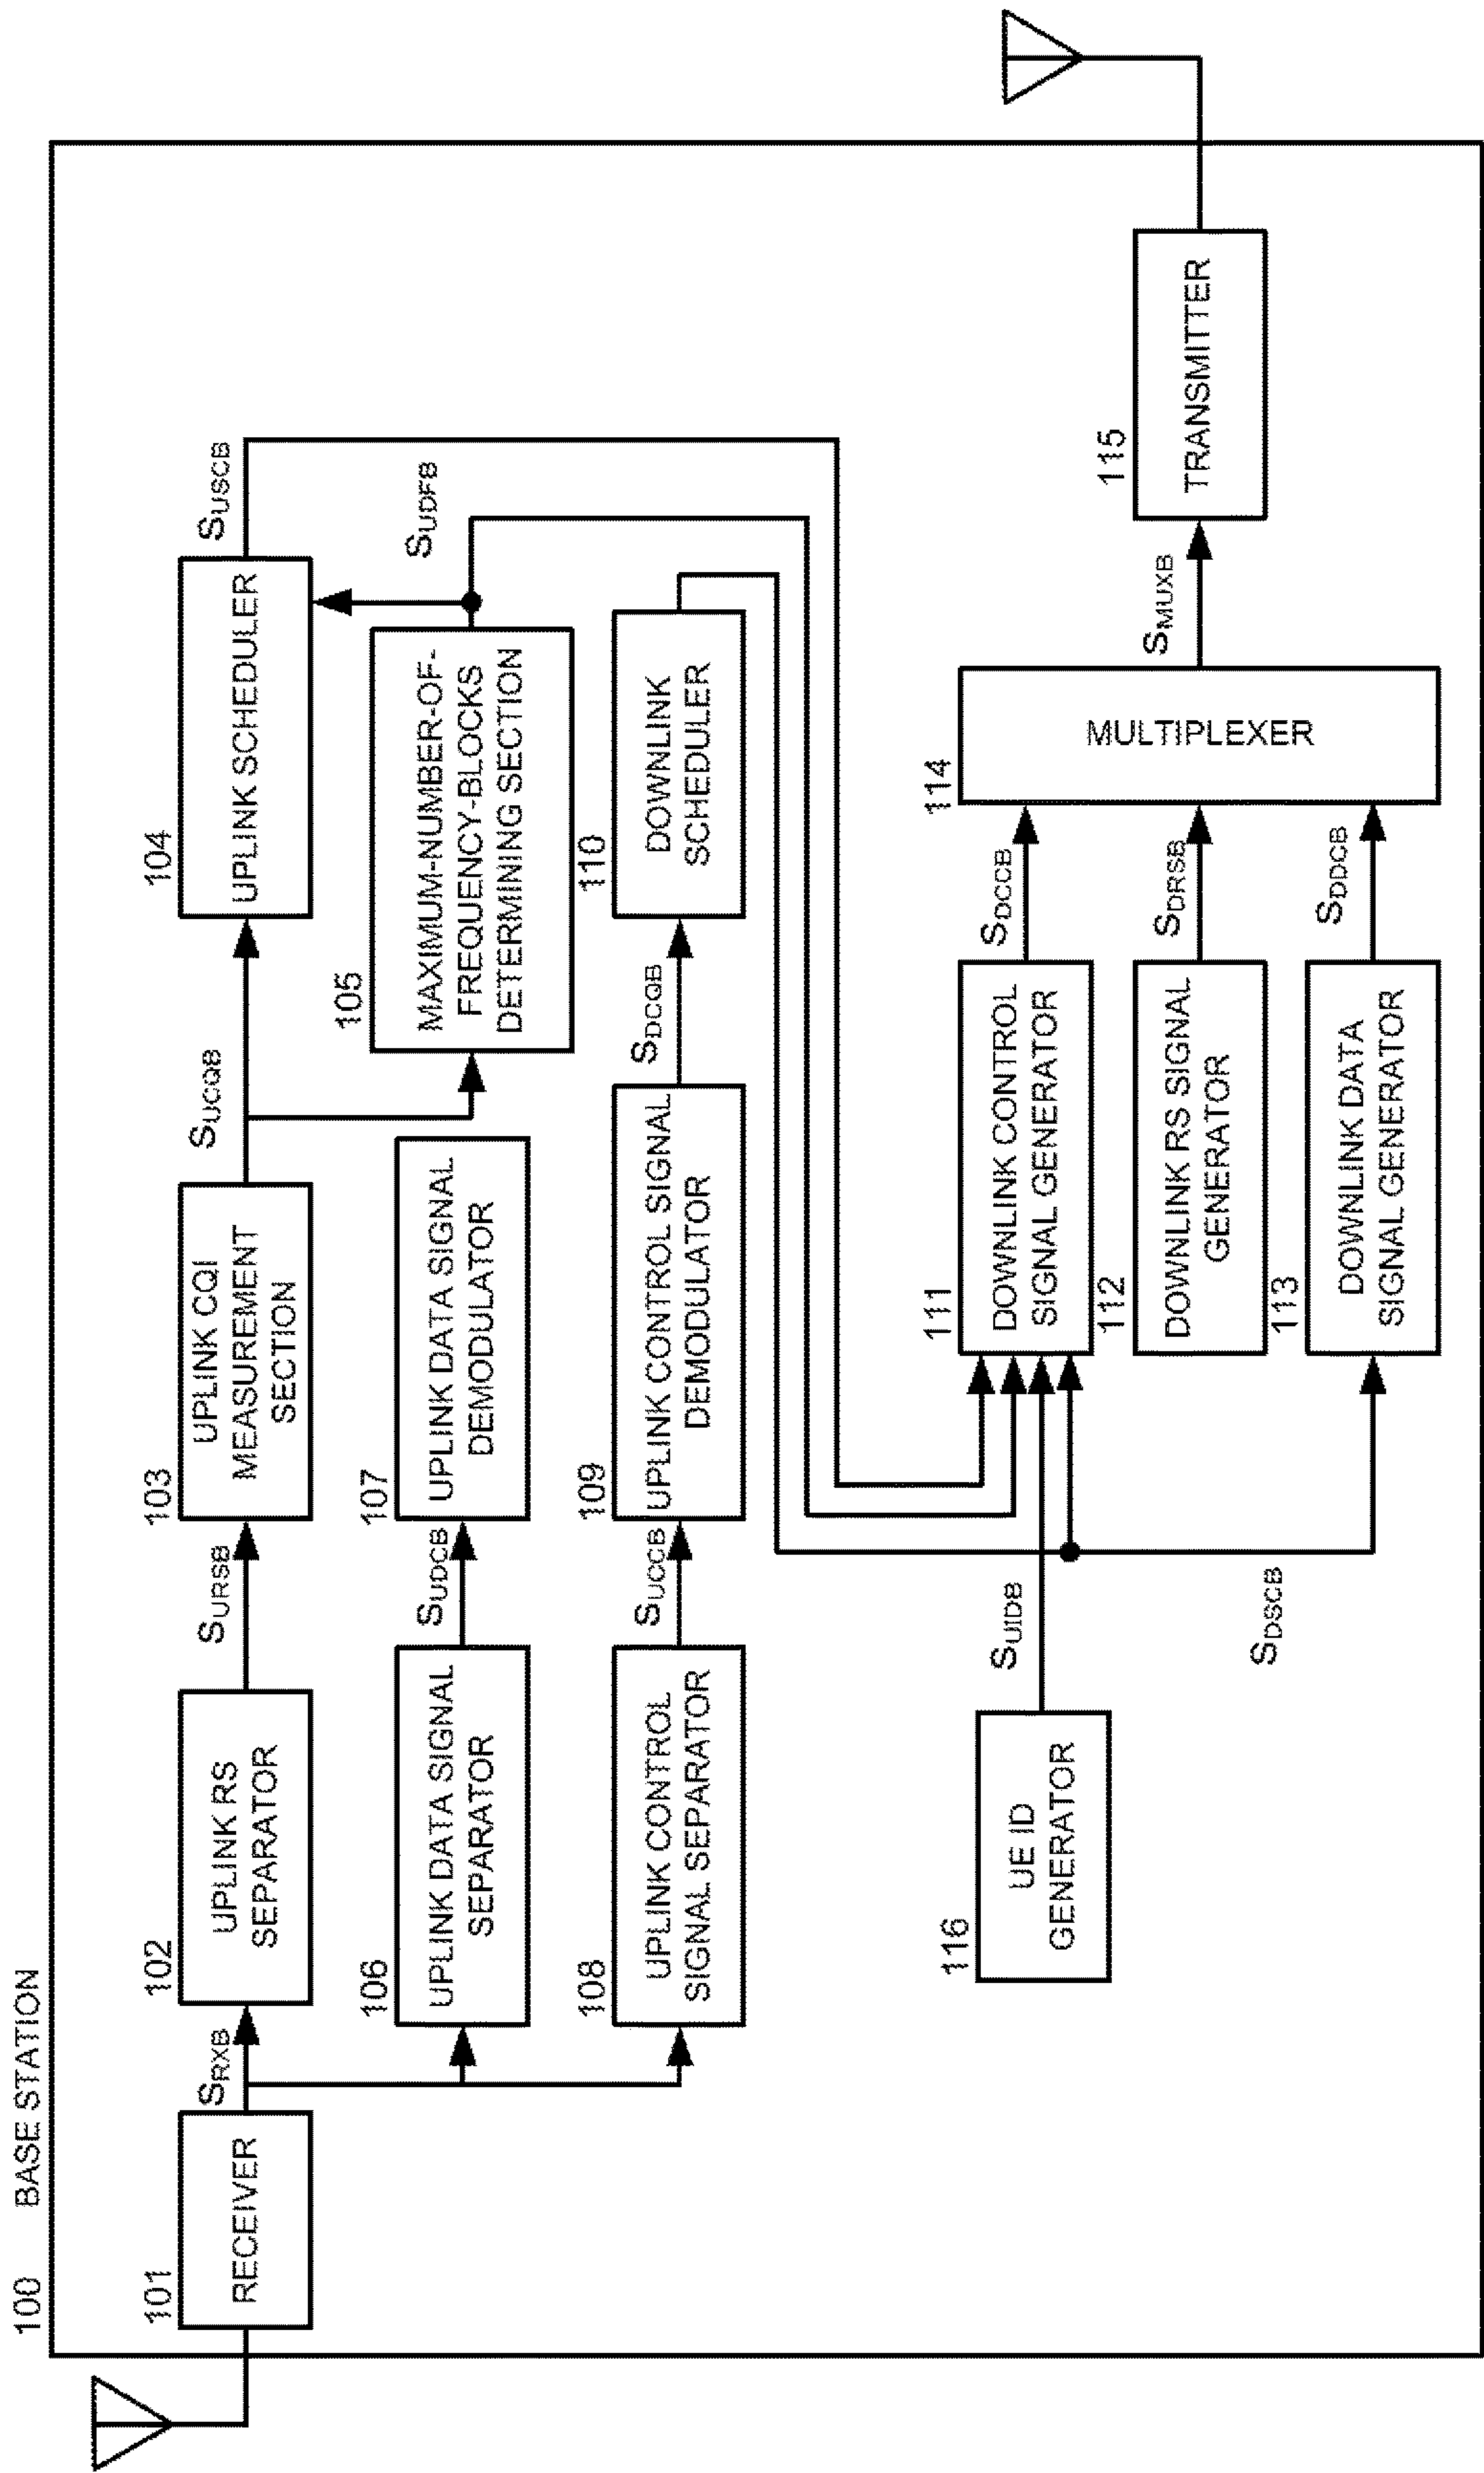 100 BASE STATION
101
RECEIVER
SRXB
102
UPLINK RS
SEPARATOR
SURSB
103
UPLINK CQI
MEASUREMENT
SECTION
SUCQB
104
UPLINK SCHEDULER
SUSCB
105
MAXIMUM-NUMBER-OF-
FREQUENCY-BLOCKS
DETERMINING SECTION
SUDFB
106
UPLINK DATA SIGNAL
SEPARATOR
SUDCB
107
UPLINK DATA SIGNAL
DEMODULATOR
108
UPLINK CONTROL
SIGNAL SEPARATOR
SUCCB
109
UPLINK CONTROL SIGNAL
DEMODULATOR
SDCQB
110
DOWNLINK
SCHEDULER
116
UE ID
GENERATOR
SUIDB
SDSCB
111
DOWNLINK CONTROL
SIGNAL GENERATOR
SDCCB
112
DOWNLINK RS SIGNAL
GENERATOR
SDRSB
113
DOWNLINK DATA
SIGNAL GENERATOR
SDDCB
114
MULTIPLEXER
SMUXB
115
TRANSMITTER